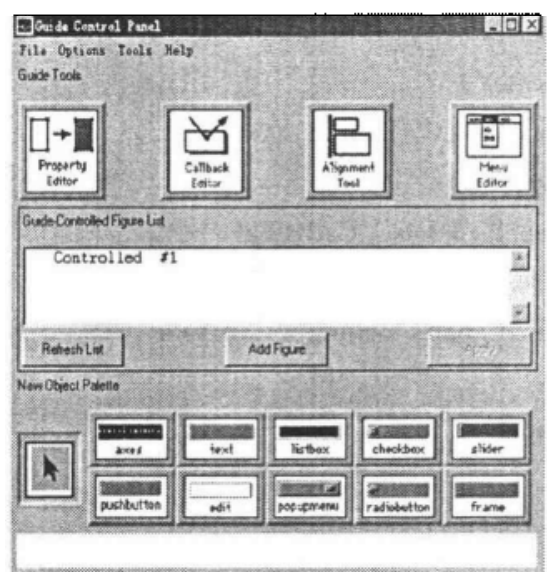 Guide Control Panel
File Options Tools Help
Guide Tools
Property Editor
Callback Editor
Alignment Tool
Menu Editor
Guide-Controlled Figure List
Controlled #1
Refresh List
Add Figure
Apply
New Object Palette
axes
text
listbox
checkbox
slider
pushbutton
edit
popupmenu
radiobutton
frame